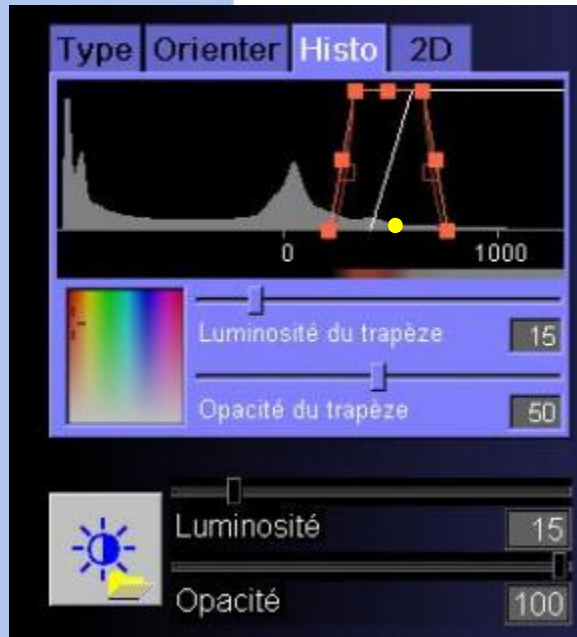 Type Orienter Histo 2D
0 1000
Luminosité du trapèze 15
Opacité du trapèze 50
Luminosité 15
Opacité 100